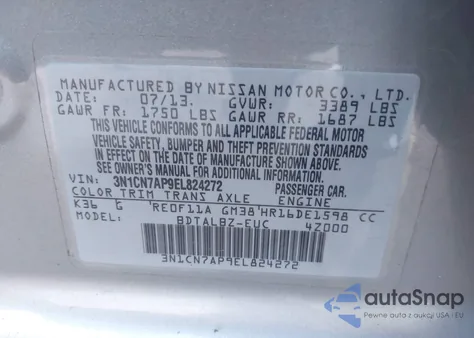 MANUFACTURED BY NISSAN MOTOR CO., LTD.
DATE: 07/13. GVWR: 3389 LBS
GAWR FR: 1750 LBS GAWR RR: 1687 LBS
THIS VEHICLE CONFORMS TO ALL APPLICABLE FEDERAL MOTOR
VEHICLE SAFETY, BUMPER AND THEFT PREVENTION STANDARDS
IN EFFECT ON THE DATE OF MANUFACTURE SHOWN ABOVE.
SEE OWNER'S MANUAL FOR ADDITIONAL INFORMATION.
VIN: 3N1CN7AP9EL824272 PASSENGER CAR
COLOR TRIM TRANS AXLE ENGINE
K36 G RE0F11A GM38 HR16DE1598 CC
MODEL: BDTALBZ-EUC 4Z000
3N1CN7AP9EL824272
autoSnap
Pewne auta z aukcji w USA i EU